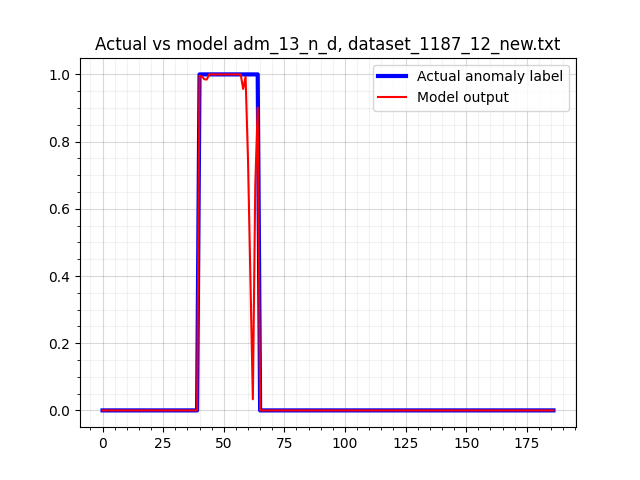 Actual vs model adm_13_n_d, dataset_1187_12_new.txt
Actual anomaly label
Model output
1.0
0.8
0.6
0.4
0.2
0.0
0 25 50 75 100 125 150 175